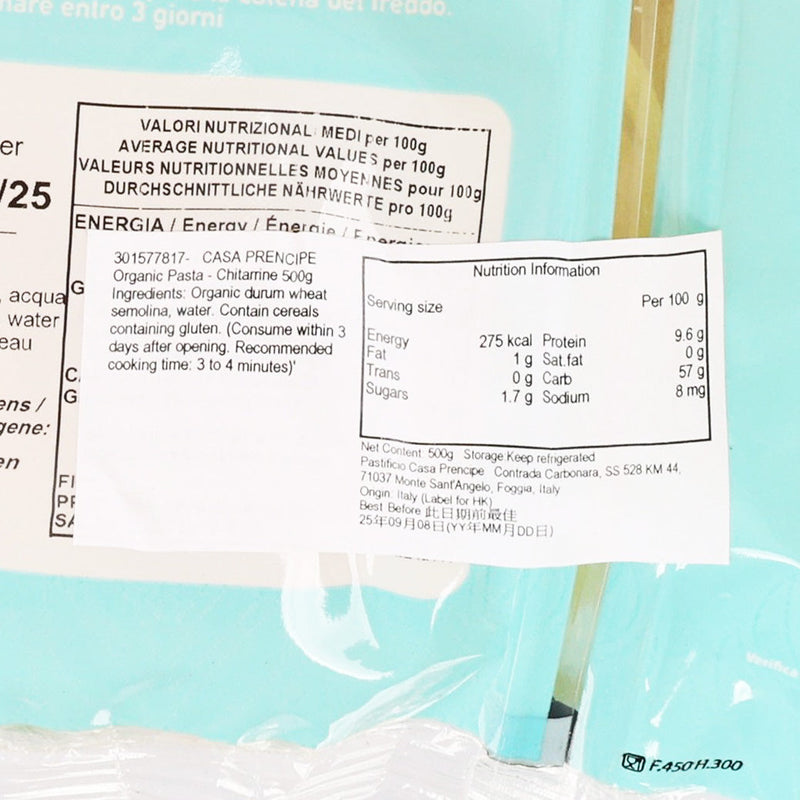 entro 3 giorni
freddo.
er
/25
VALORI NUTRIZIONAL MEDI per 100g
AVERAGE NUTRITIONAL VALUES per 100g
VALEURS NUTRITIONNELLES MOYENNES pour 100g
DURCHSCHNITTLICHE NÄHRWERTE pro 100g
ENERGIA / Energy / Énergie /
, acqua
water
eau
ens /
gene:
en
G
C
G
FI
PR
SA
301577817- CASA PRENCIPE
Organic Pasta - Chitarrine 500g
Ingredients: Organic durum wheat
semolina, water. Contain cereals
containing gluten. (Consume within 3
days after opening. Recommended
cooking time: 3 to 4 minutes)'
Nutrition Information
Serving size Per 100 g
Energy 275 kcal Protein 9.6 g
Fat 1 g Sat.fat 0 g
Trans 0 g Carb 57 g
Sugars 1.7 g Sodium 8 mg
Net Content: 500g Storage:Keep refrigerated
Pastificio Casa Prencipe Contrada Carbonara, SS 528 KM 44,
71037 Monte Sant'Angelo, Foggia, Italy
Origin: Italy (Label for HK)
Best Before 此日期前最佳
25年09月08日(YY年MM月DD日)
Verifica
F.450 H.300